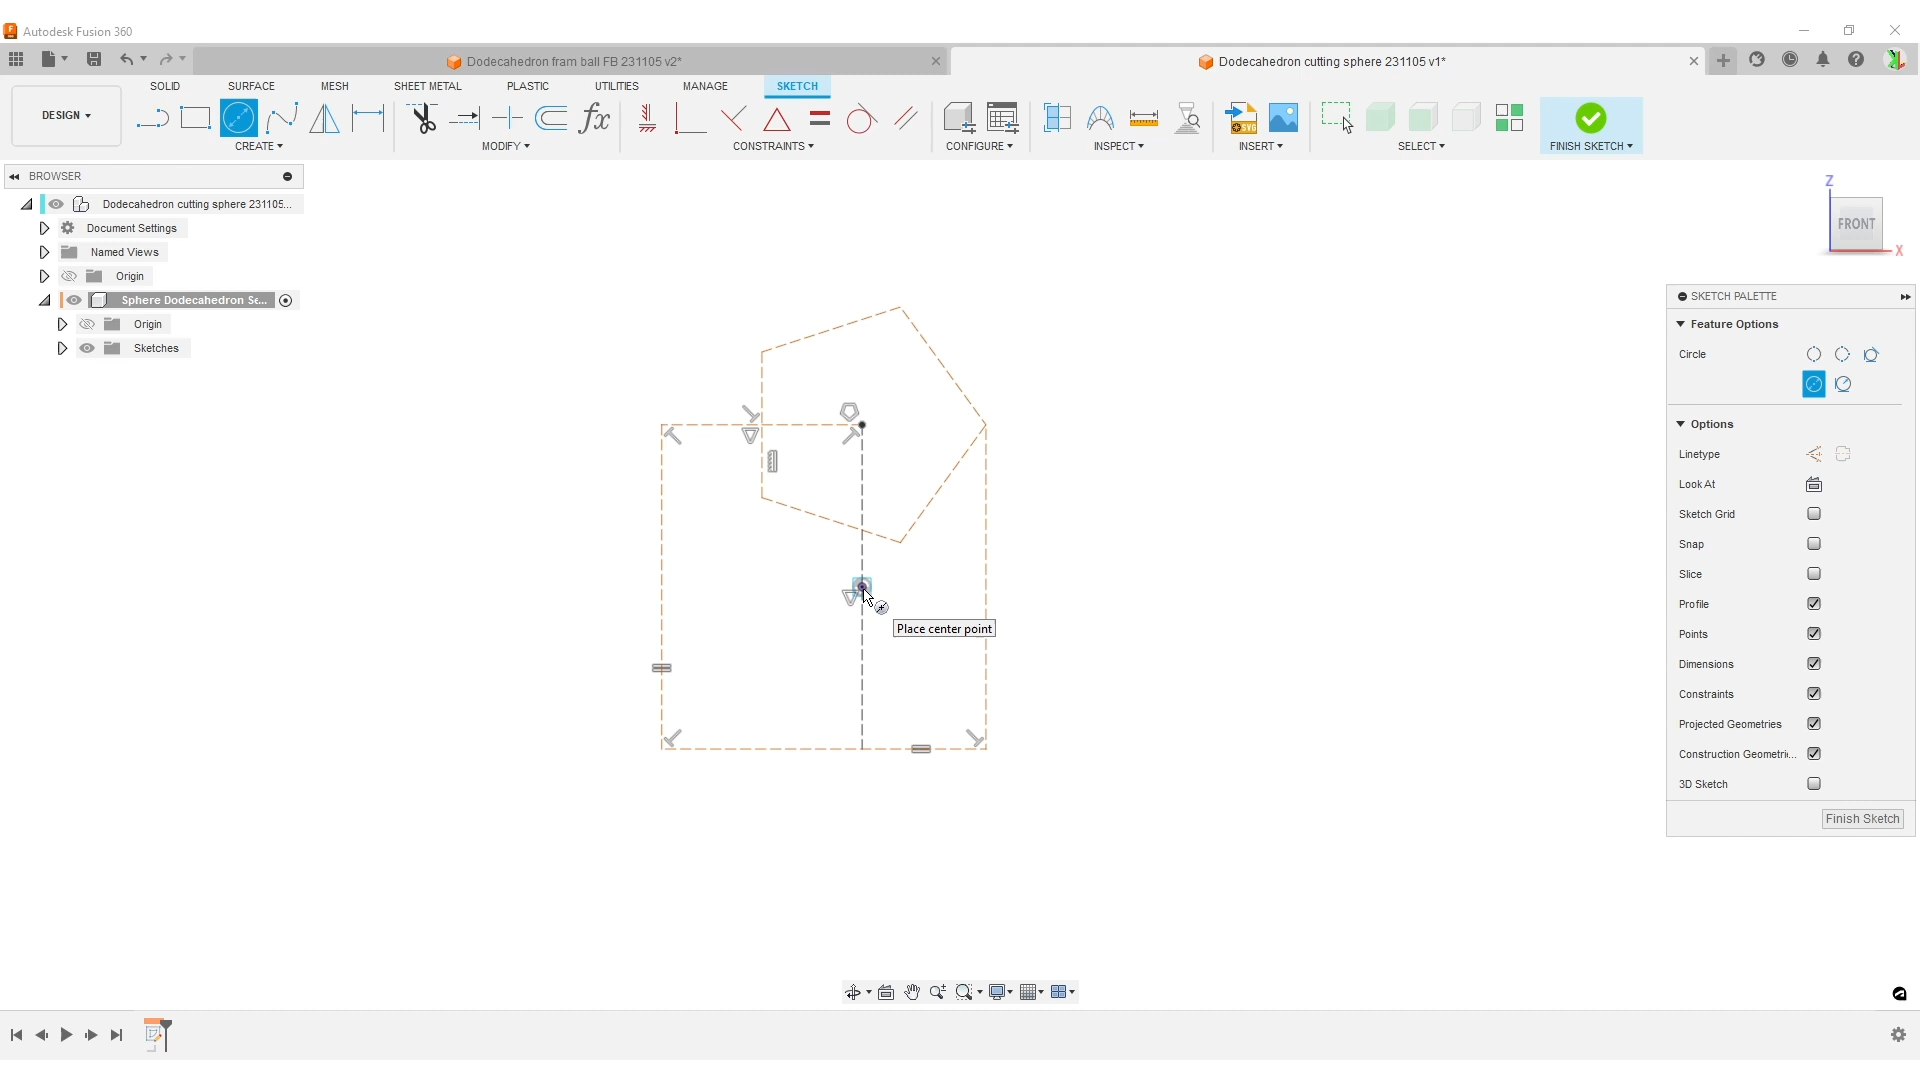 Autodesk Fusion 360
Dodecahedron fram ball FB 231105 v2*
Dodecahedron cutting sphere 231105 v1*
DESIGN
SOLID
SURFACE
MESH
SHEET METAL
PLASTIC
UTILITIES
MANAGE
SKETCH
CREATE
MODIFY
CONSTRAINTS
CONFIGURE
INSPECT
INSERT
SELECT
FINISH SKETCH
BROWSER
Dodecahedron cutting sphere 231105...
Document Settings
Named Views
Origin
Sphere Dodecahedron Se...
Origin
Sketches
Z
FRONT
X
Place center point
SKETCH PALETTE
Feature Options
Circle
Options
Linetype
Look At
Sketch Grid
Snap
Slice
Profile
Points
Dimensions
Constraints
Projected Geometries
Construction Geometri...
3D Sketch
Finish Sketch